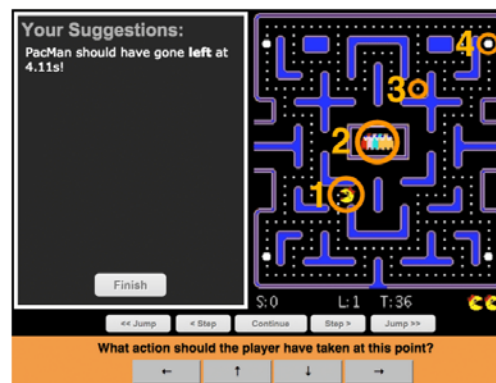 Your Suggestions:
PacMan should have gone left at
4.11s!
Finish
1
2
3
4
S:0 L:1 T:36
<< Jump < Step Continue Step > Jump >>
What action should the player have taken at this point?
← ↑ ↓ →